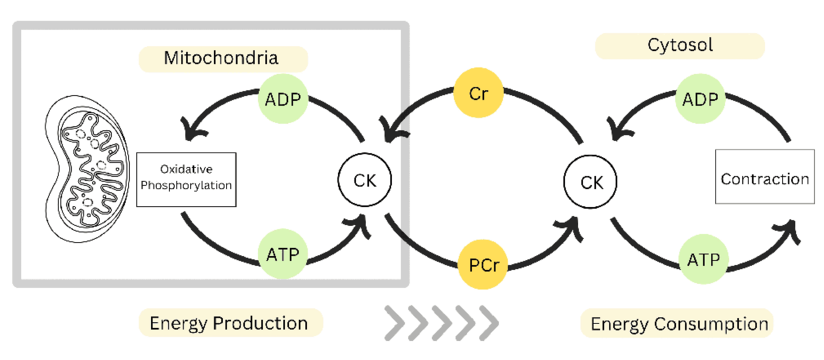 Mitochondria
Cytosol
ADP
Cr
ADP
Oxidative
Phosphorylation
CK
CK
Contraction
ATP
PCr
ATP
Energy Production
Energy Consumption